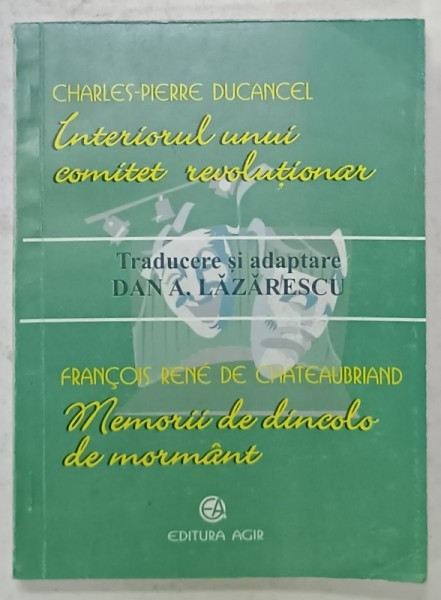 CHARLES-PIERRE DUCANCEL
Interiorul unui
comitet revoluționar
Traducere și adaptare
DAN A. LĂZĂRESCU
FRANÇOIS RENÉ DE CHATEAUBRIAND
Memorii de dincolo
de mormânt
EA
EDITURA AGIR